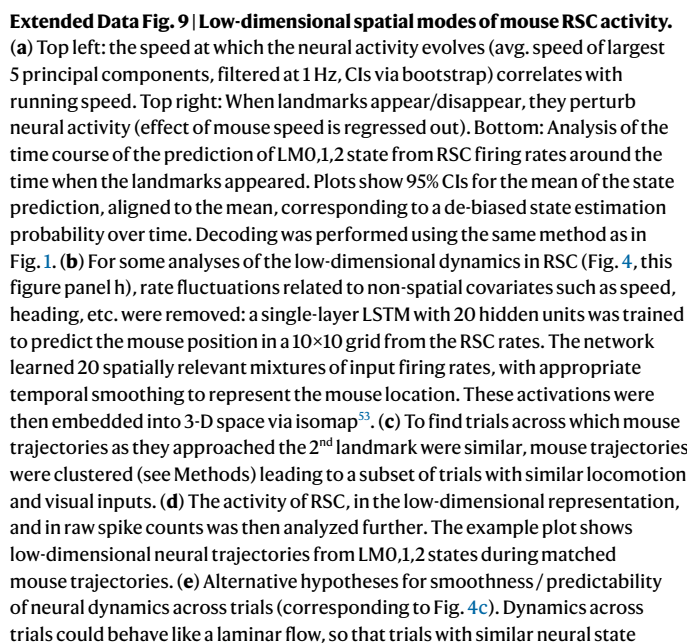 Extended Data Fig. 9 | Low-dimensional spatial modes of mouse RSC activity.
(a) Top left: the speed at which the neural activity evolves (avg. speed of largest
5 principal components, filtered at 1 Hz, CIs via bootstrap) correlates with
running speed. Top right: When landmarks appear/disappear, they perturb
neural activity (effect of mouse speed is regressed out). Bottom: Analysis of the
time course of the prediction of LM0,1,2 state from RSC firing rates around the
time when the landmarks appeared. Plots show 95% CIs for the mean of the state
prediction, aligned to the mean, corresponding to a de-biased state estimation
probability over time. Decoding was performed using the same method as in
Fig. 1. (b) For some analyses of the low-dimensional dynamics in RSC (Fig. 4, this
figure panel h), rate fluctuations related to non-spatial covariates such as speed,
heading, etc. were removed: a single-layer LSTM with 20 hidden units was trained
to predict the mouse position in a 10×10 grid from the RSC rates. The network
learned 20 spatially relevant mixtures of input firing rates, with appropriate
temporal smoothing to represent the mouse location. These activations were
then embedded into 3-D space via isomap53. (c) To find trials across which mouse
trajectories as they approached the 2nd landmark were similar, mouse trajectories
were clustered (see Methods) leading to a subset of trials with similar locomotion
and visual inputs. (d) The activity of RSC, in the low-dimensional representation,
and in raw spike counts was then analyzed further. The example plot shows
low-dimensional neural trajectories from LM0,1,2 states during matched
mouse trajectories. (e) Alternative hypotheses for smoothness / predictability
of neural dynamics across trials (corresponding to Fig. 4c). Dynamics across
trials could behave like a laminar flow, so that trials with similar neural state